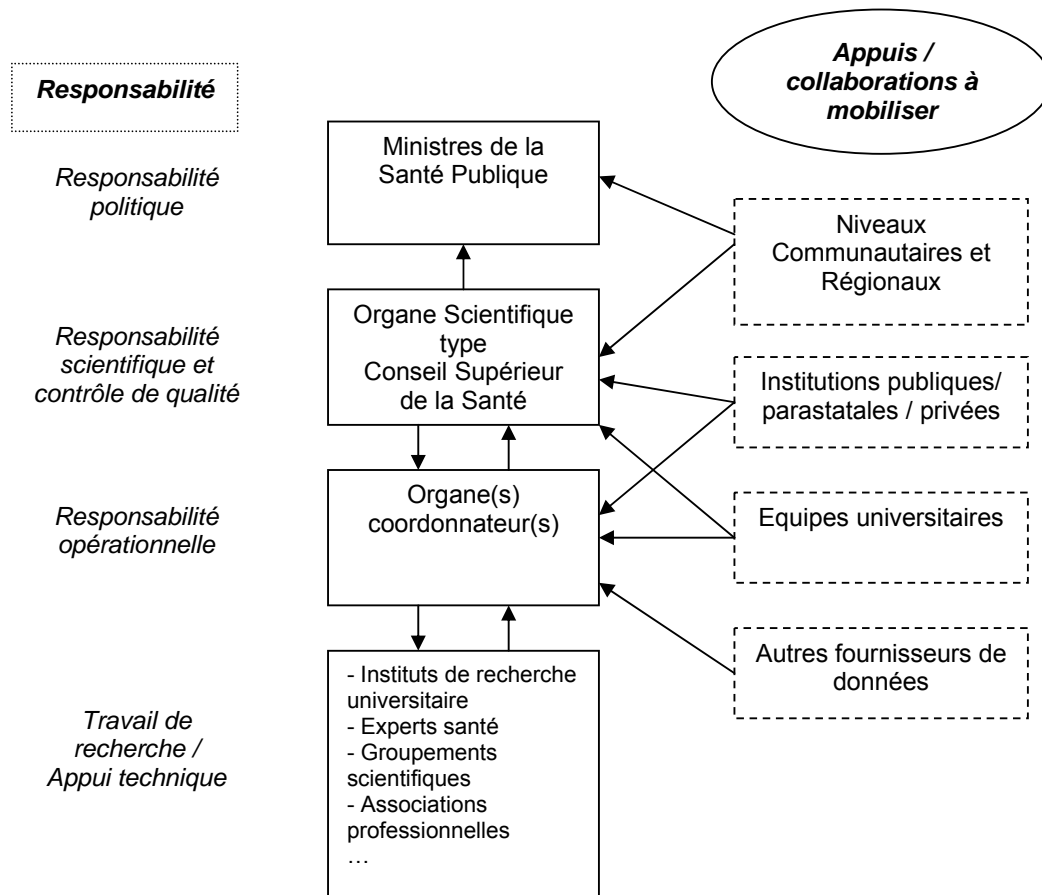 Responsabilité
Appuis /
collaborations à
mobiliser
Responsabilité
politique
Ministres de la
Santé Publique
Niveaux
Communautaires et
Régionaux
Responsabilité
scientifique et
contrôle de qualité
Organe Scientifique
type
Conseil Supérieur
de la Santé
Institutions publiques/
parastatales / privées
Responsabilité
opérationnelle
Organe(s)
coordonnateur(s)
Equipes universitaires
Autres fournisseurs de
données
Travail de
recherche /
Appui technique
- Instituts de recherche
universitaire
- Experts santé
- Groupements
scientifiques
- Associations
professionnelles
…